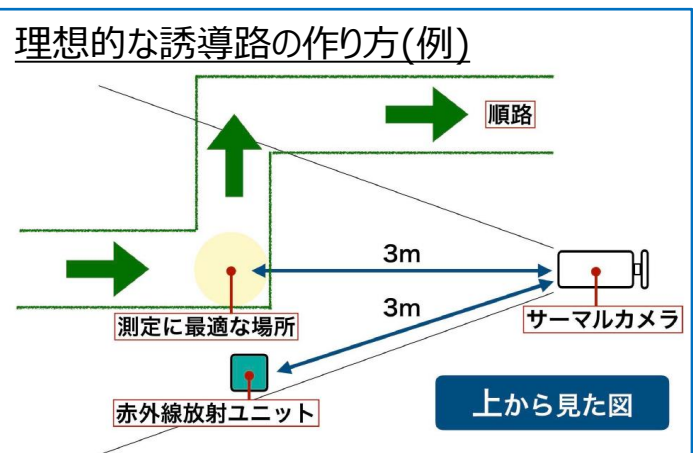 理想的な誘導路の作り方(例)
順路
3m
3m
測定に最適な場所
サーマルカメラ
赤外線放射ユニット
上から見た図